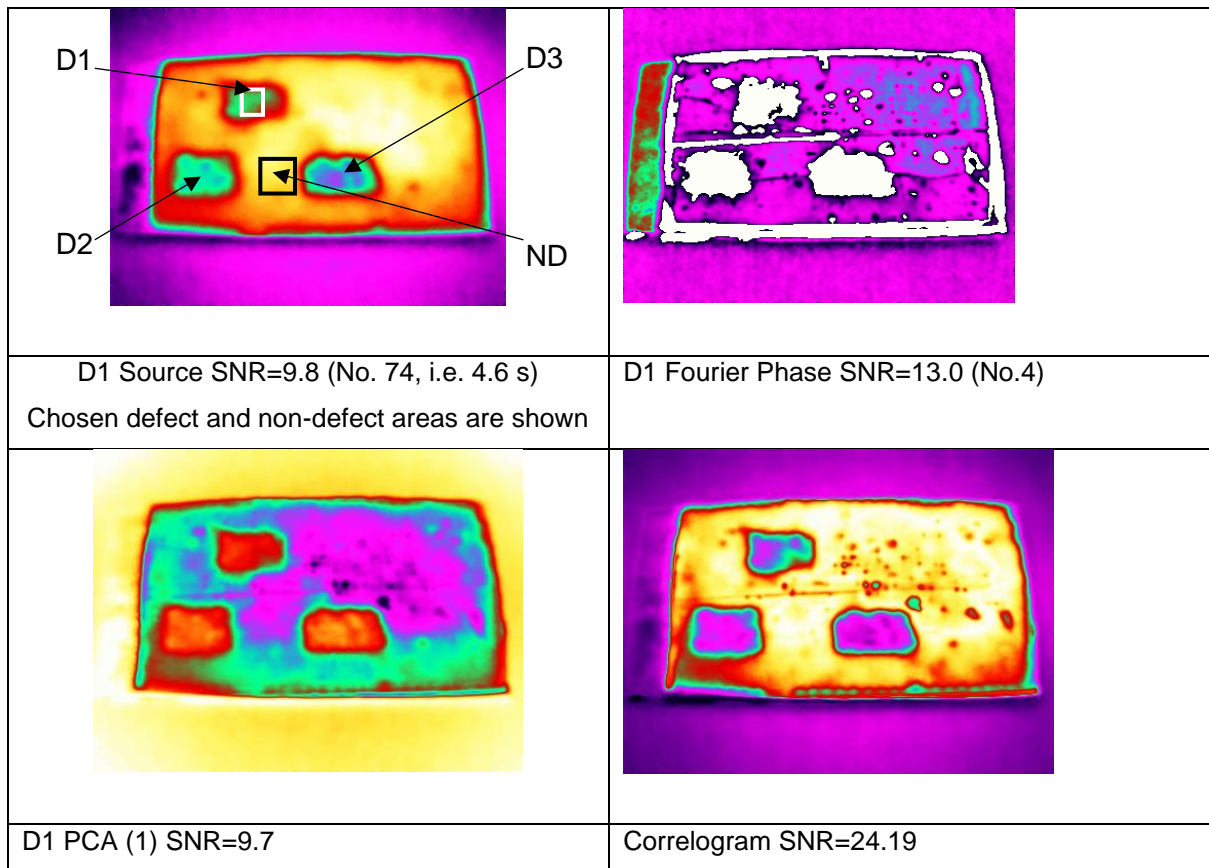 D1
D3
D2
ND
D1 Source SNR=9.8 (No. 74, i.e. 4.6 s)
Chosen defect and non-defect areas are shown
D1 Fourier Phase SNR=13.0 (No.4)
D1 PCA (1) SNR=9.7
Correlogram SNR=24.19